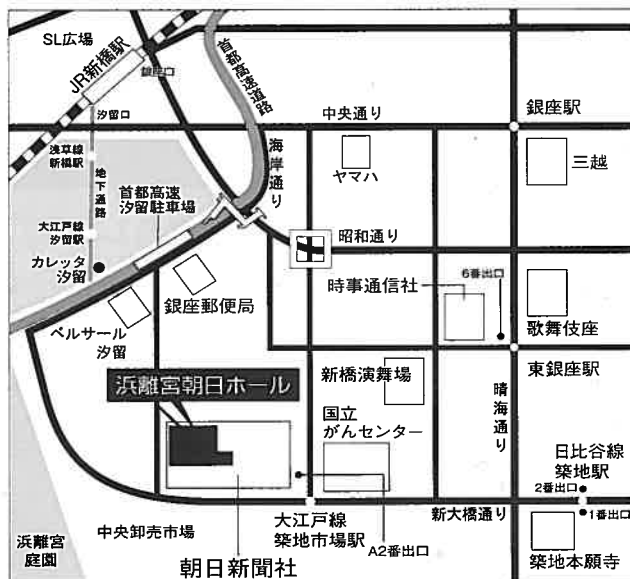 SL広場
JR新橋駅
銀座口
首都高速道路
汐留口
中央通り
銀座駅
浅草線
新橋駅
地下通路
海岸通り
ヤマハ
三越
首都高速
汐留駐車場
大江戸線
汐留駅
昭和通り
カレッタ
汐留
時事通信社
6番出口
銀座郵便局
歌舞伎座
ベルサール
汐留
新橋演舞場
東銀座駅
浜離宮朝日ホール
晴海通り
国立
がんセンター
日比谷線
築地駅
2番出口
1番出口
新大橋通り
中央卸売市場
大江戸線
築地市場駅
A2番出口
築地本願寺
浜離宮
庭園
朝日新聞社